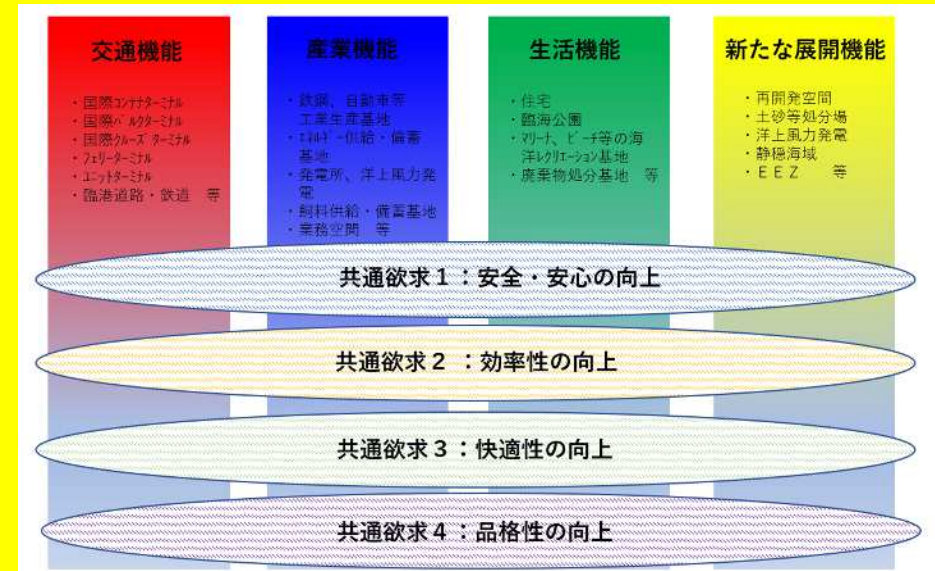 交通機能
・国際ｺﾝﾃﾅﾀｰﾐﾅﾙ
・国際ﾊﾞﾙｸﾀｰﾐﾅﾙ
・国際ｸﾙｰｽﾞﾀｰﾐﾅﾙ
・ﾌｪﾘｰﾀｰﾐﾅﾙ
・ﾕﾆｯﾄﾀｰﾐﾅﾙ
・臨港道路・鉄道　等
産業機能
・鉄鋼、自動車等
工業生産基地
・ｴﾈﾙｷﾞｰ供給・備蓄
基地
・発電所、洋上風力発
電
・飼料供給・備蓄基地
・業務空間　等
生活機能
・住宅
・臨海公園
・ﾏﾘｰﾅ、ﾋﾞｰﾁ等の海
洋ﾚｸﾘｴｰｼｮﾝ基地
・廃棄物処分基地　等
新たな展開機能
・再開発空間
・土砂等処分場
・洋上風力発電
・静穏海域
・ＥＥＺ　等
共通欲求１：安全・安心の向上
共通欲求２：効率性の向上
共通欲求３：快適性の向上
共通欲求４：品格性の向上